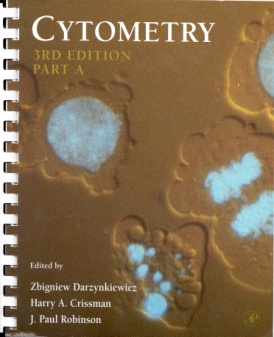 CYTOMETRY
3RD EDITION
PART A
Edited by
Zbigniew Darzynkiewicz
Harry A. Crissman
J. Paul Robinson